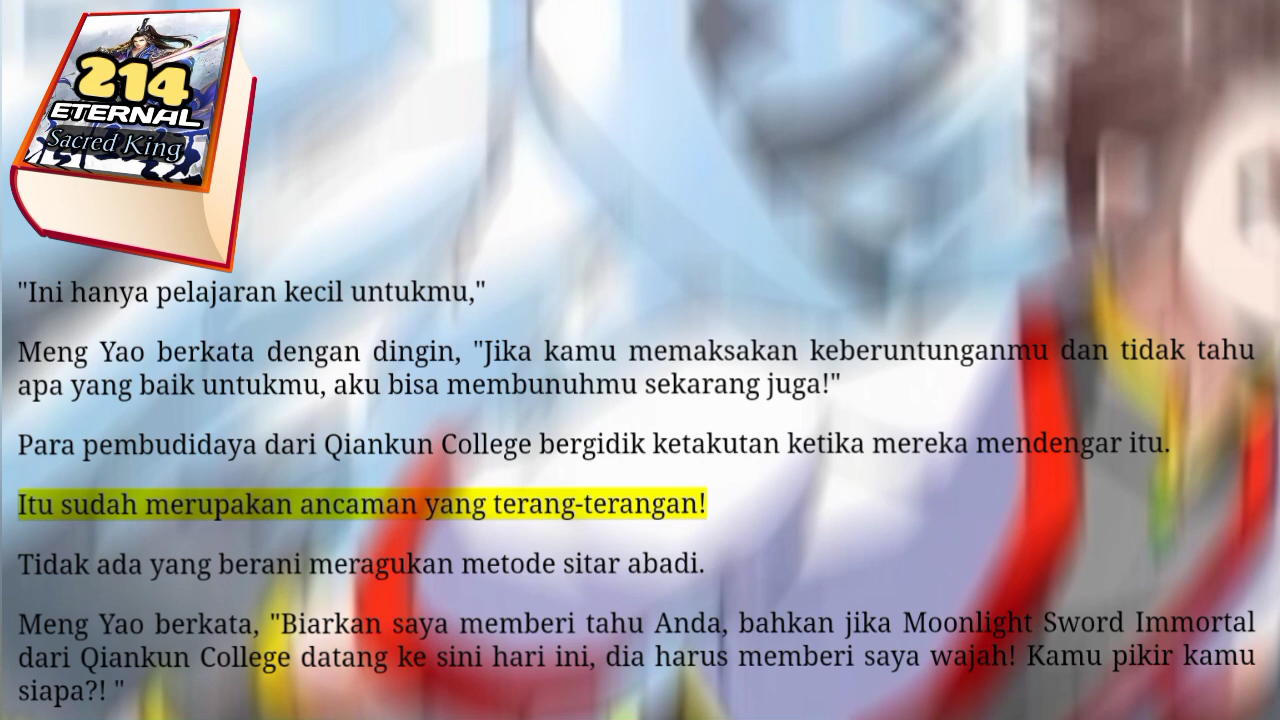 214
ETERNAL
Sacred King
"Ini hanya pelajaran kecil untukmu,"
Meng Yao berkata dengan dingin, "Jika kamu memaksakan keberuntunganmu dan tidak tahu
apa yang baik untukmu, aku bisa membunuhmu sekarang juga!"
Para pembudidaya dari Qiankun College bergidik ketakutan ketika mereka mendengar itu.
Itu sudah merupakan ancaman yang terang-terangan!
Tidak ada yang berani meragukan metode sitar abadi.
Meng Yao berkata, "Biarkan saya memberi tahu Anda, bahkan jika Moonlight Sword Immortal
dari Qiankun College datang ke sini hari ini, dia harus memberi saya wajah! Kamu pikir kamu
siapa?! "